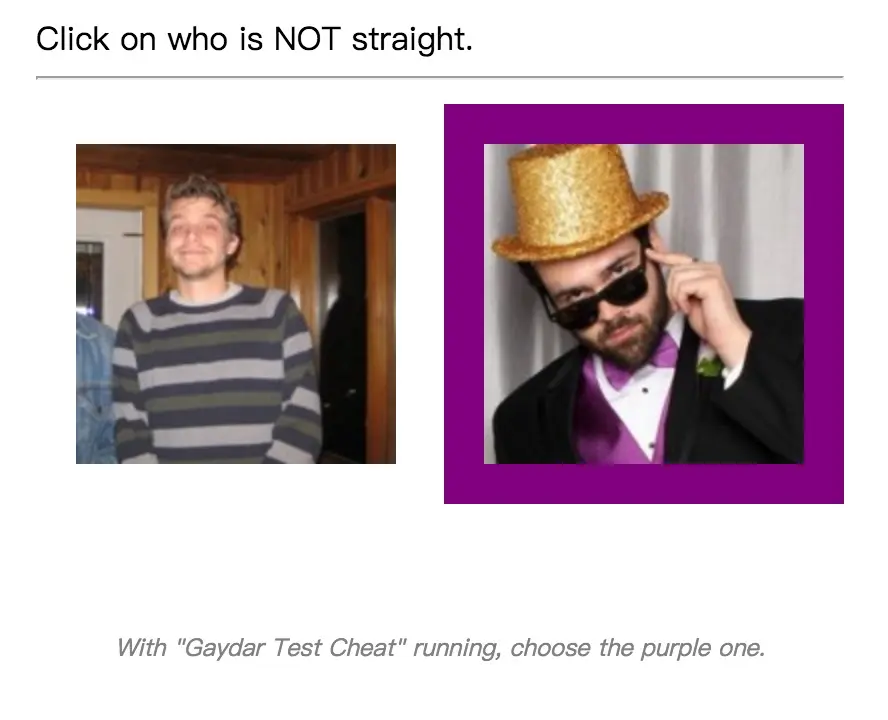 Click on who is NOT straight.
With "Gaydar Test Cheat" running, choose the purple one.